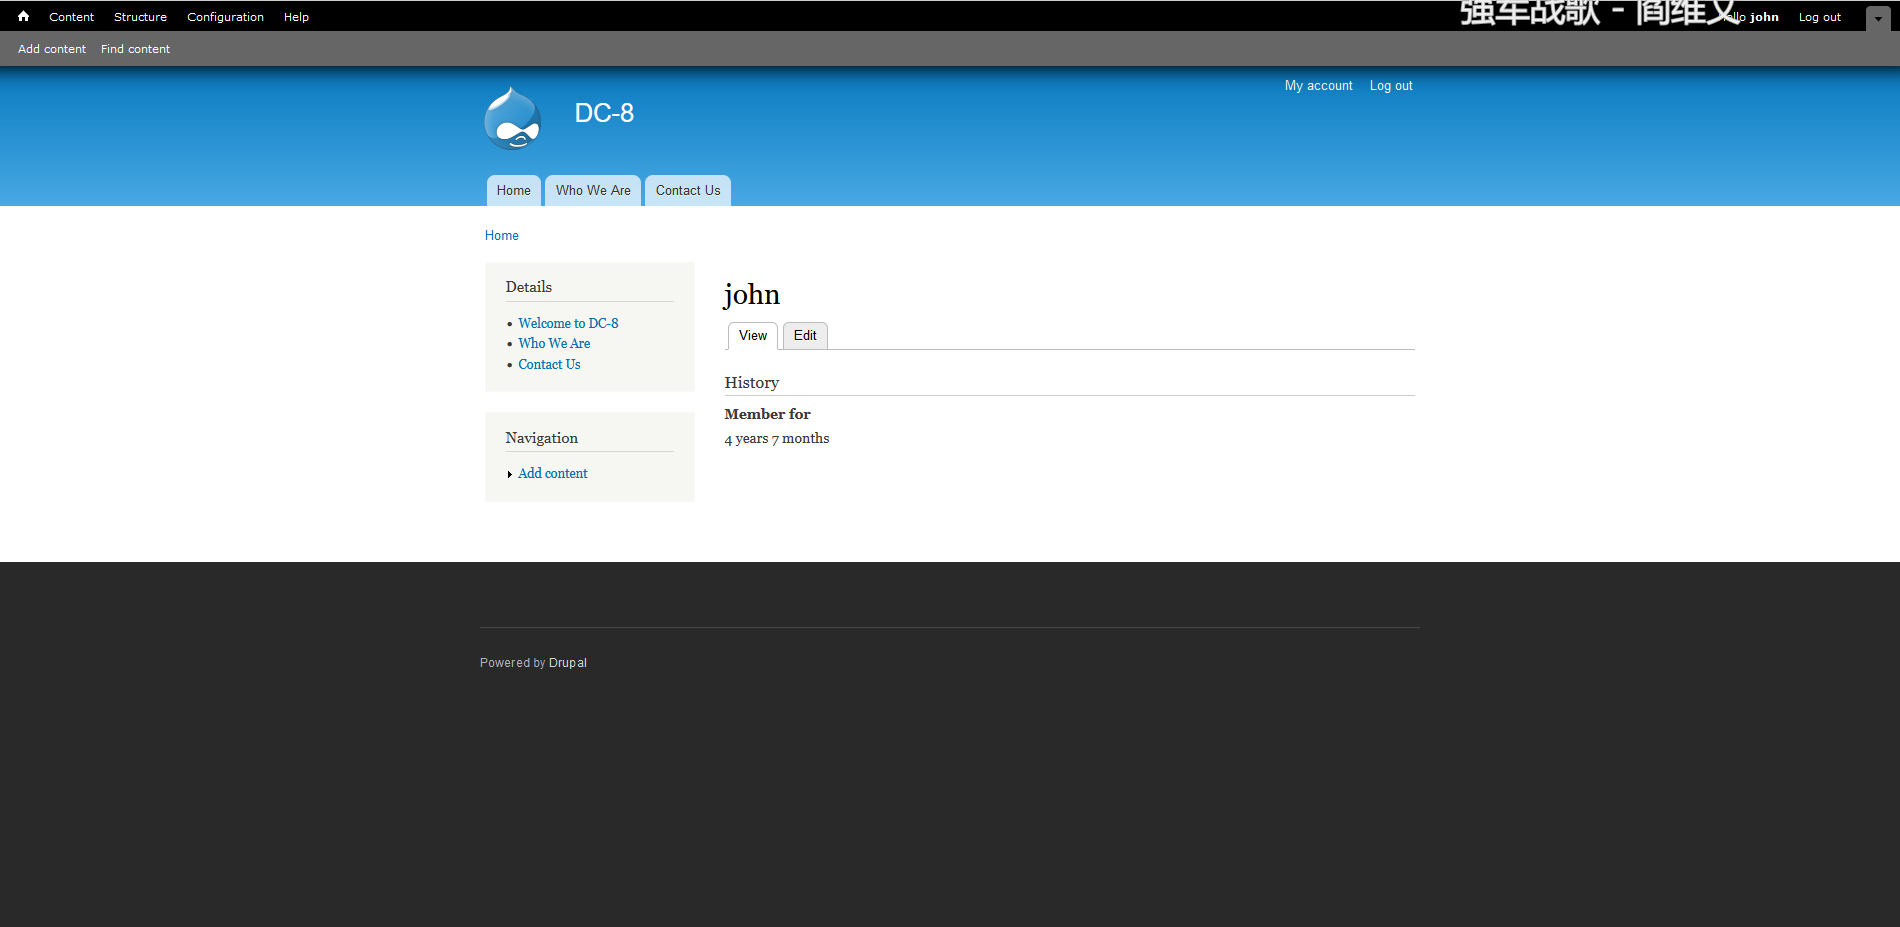 Content Structure Configuration Help
强军战歌 - 阎维文
john Log out
Add content Find content
My account Log out
DC-8
Home Who We Are Contact Us
Home
Details
Welcome to DC-8
Who We Are
Contact Us
Navigation
Add content
john
View Edit
History
Member for
4 years 7 months
Powered by Drupal